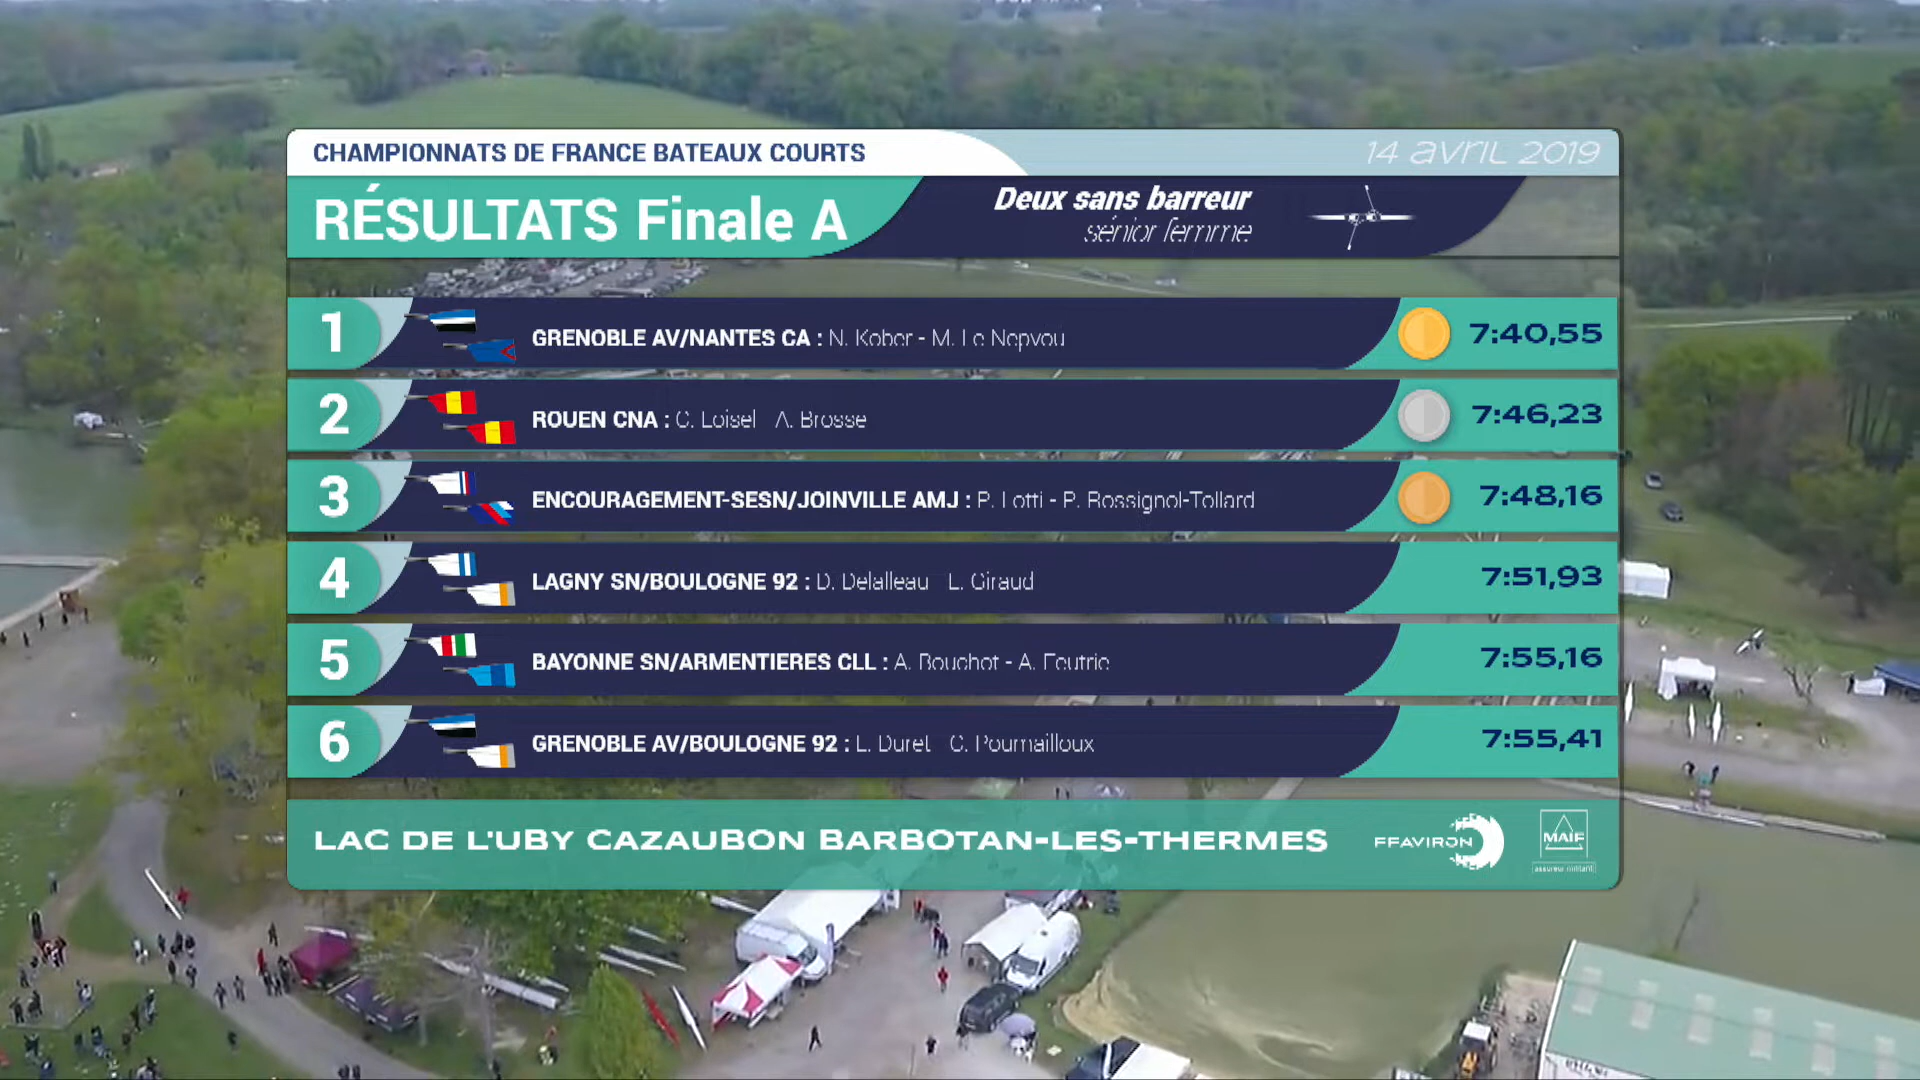 CHAMPIONNATS DE FRANCE BATEAUX COURTS
14 avril 2019
RÉSULTATS Finale A
Deux sans barreur
sénior femme
1 GRENOBLE AV/NANTES CA : N. Kober - M. Le Nepvou 7:40,55
2 ROUEN CNA : C. Loisel A. Brosse 7:46,23
3 ENCOURAGEMENT-SESN/JOINVILLE AMJ : P. Lotti - P. Rossignol-Tollard 7:48,16
4 LAGNY SN/BOULOGNE 92 : D. Delalleau L. Giraud 7:51,93
5 BAYONNE SN/ARMENTIERES CLL : A. Bouchot - A. Feutrie 7:55,16
6 GRENOBLE AV/BOULOGNE 92 : L. Duret C. Pourmailloux 7:55,41
LAC DE L'UBY CAZAUBON BARBOTAN-LES-THERMES
FFAVIRON
MAIF
assureur militant